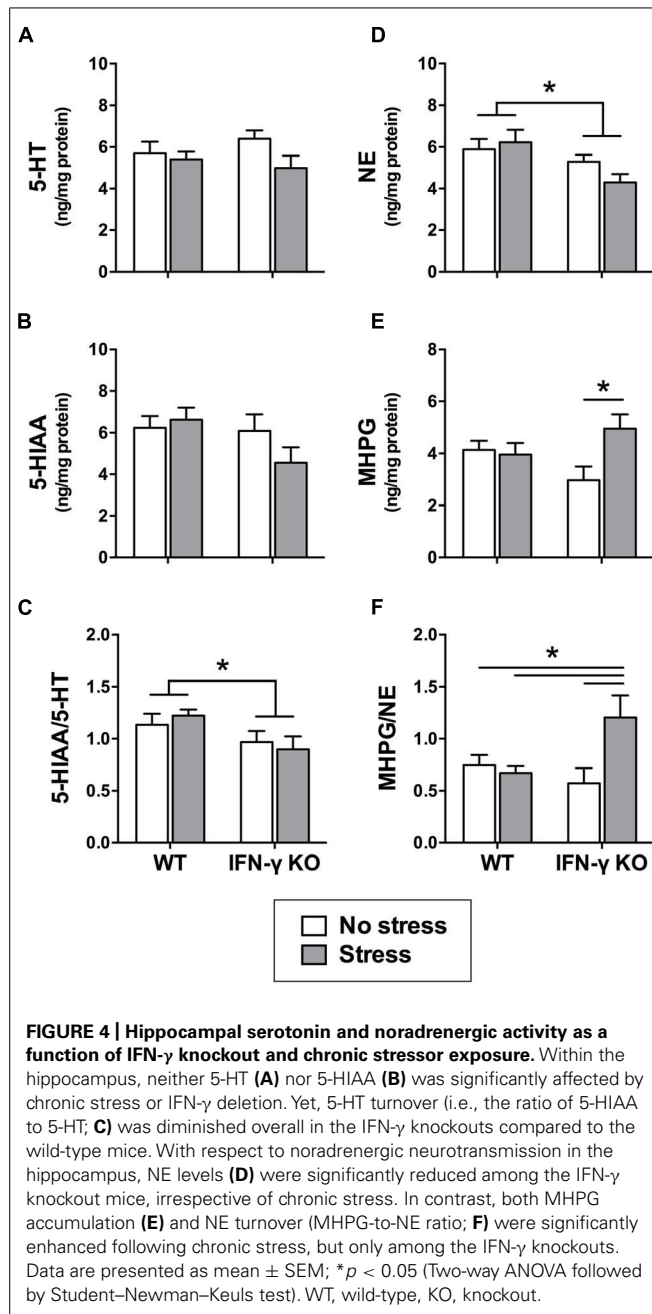 A
10
8
6
4
2
0
5-HT
(ng/mg protein)
B
10
8
6
4
2
0
5-HIAA
(ng/mg protein)
C
2.0
1.5
1.0
0.5
0.0
5-HIAA/5-HT
*
WT
IFN-γ KO
D
10
8
6
4
2
0
NE
(ng/mg protein)
*
E
8
6
4
2
0
MHPG
(ng/mg protein)
*
F
2.0
1.5
1.0
0.5
0.0
MHPG/NE
*
WT
IFN-γ KO
No stress
Stress
FIGURE 4 | Hippocampal serotonin and noradrenergic activity as a
function of IFN-γ knockout and chronic stressor exposure. Within the
hippocampus, neither 5-HT (A) nor 5-HIAA (B) was significantly affected by
chronic stress or IFN-γ deletion. Yet, 5-HT turnover (i.e., the ratio of 5-HIAA
to 5-HT; C) was diminished overall in the IFN-γ knockouts compared to the
wild-type mice. With respect to noradrenergic neurotransmission in the
hippocampus, NE levels (D) were significantly reduced among the IFN-γ
knockout mice, irrespective of chronic stress. In contrast, both MHPG
accumulation (E) and NE turnover (MHPG-to-NE ratio; F) were significantly
enhanced following chronic stress, but only among the IFN-γ knockouts.
Data are presented as mean ± SEM; *p < 0.05 (Two-way ANOVA followed
by Student–Newman–Keuls test). WT, wild-type, KO, knockout.